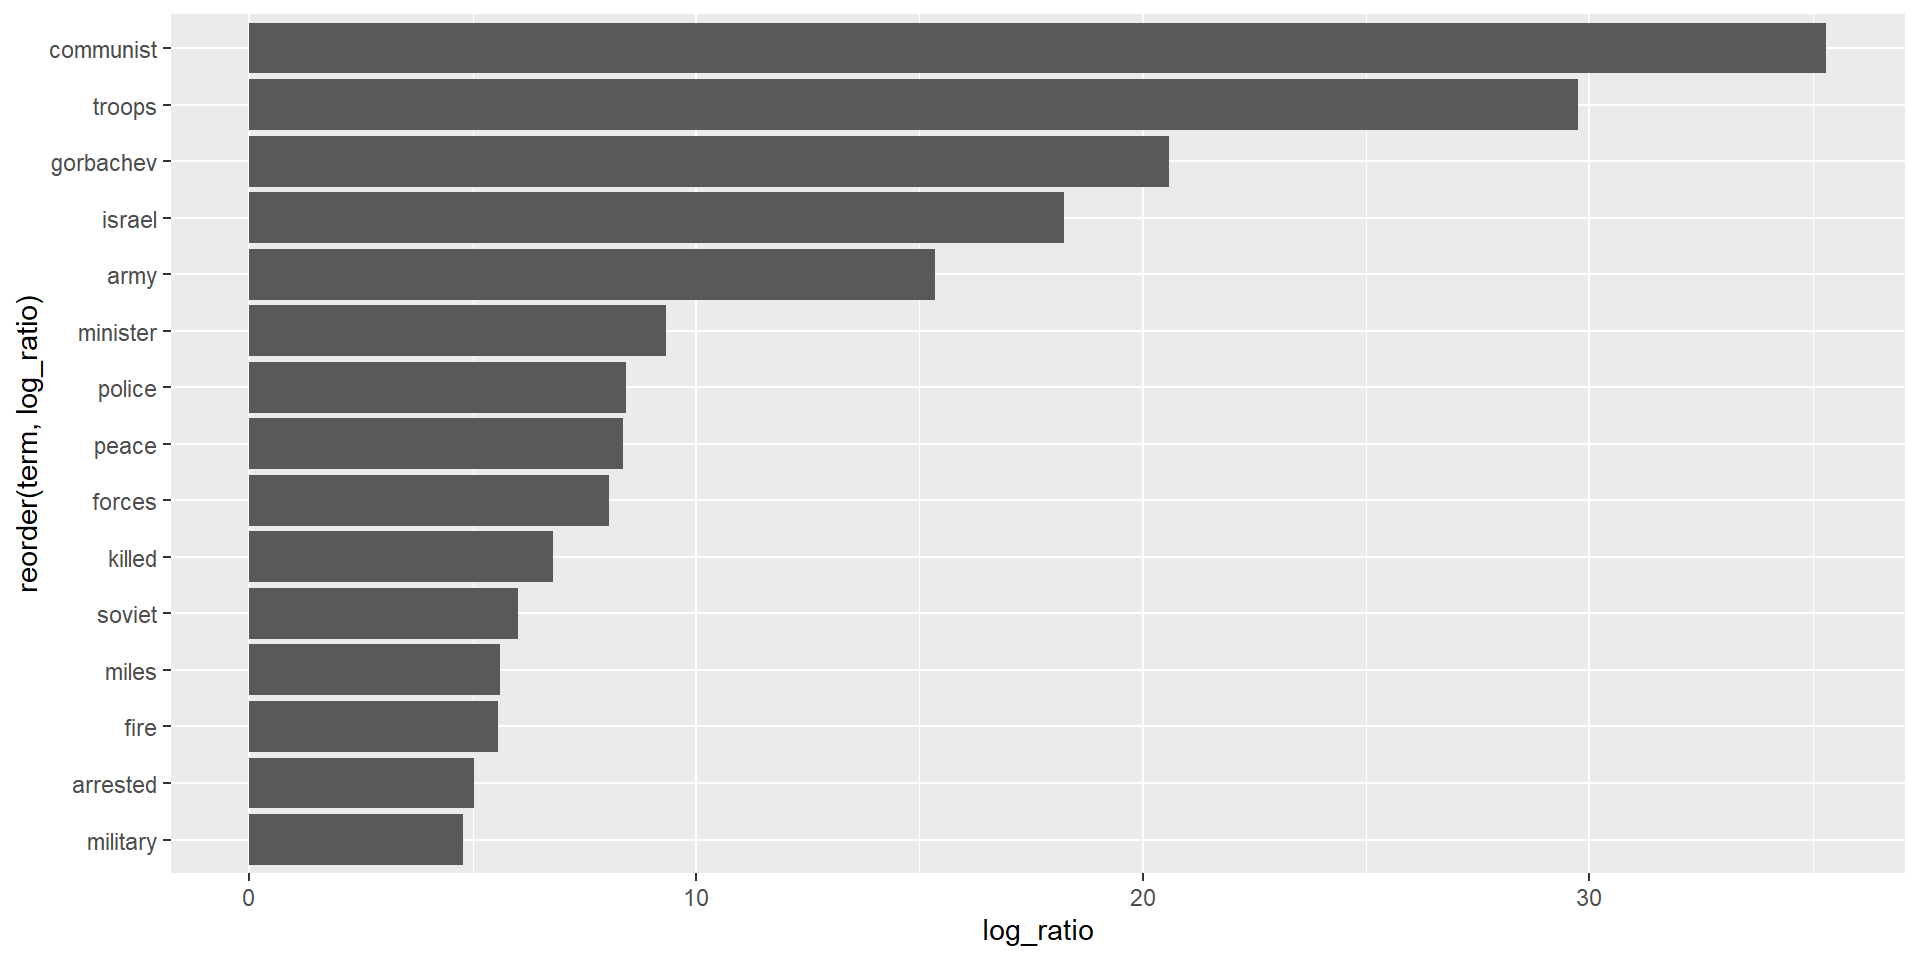 communist
troops
gorbachev
israel
army
minister
police
peace
forces
killed
soviet
miles
fire
arrested
military
reorder(term, log_ratio)
0 10 20 30
log_ratio